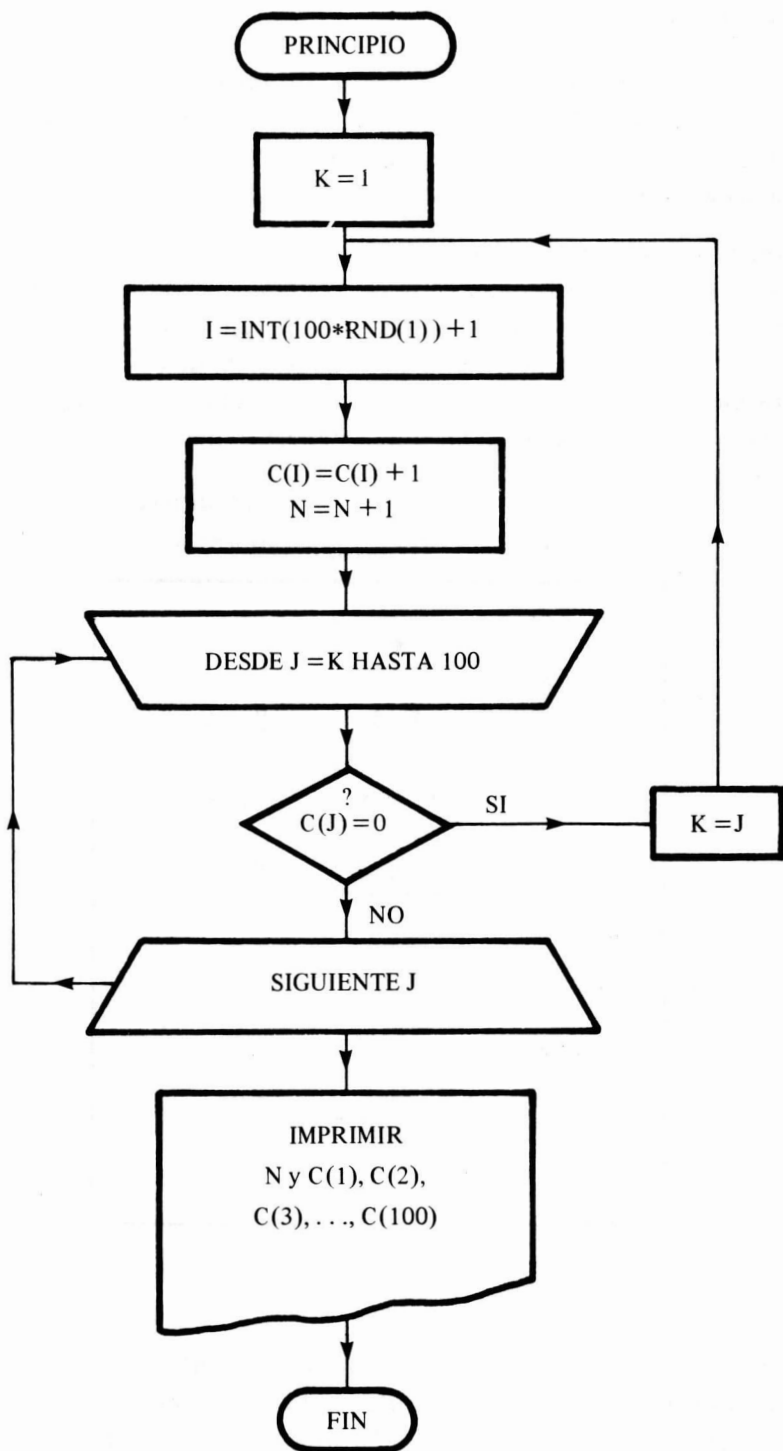 PRINCIPIO
K = 1
I = INT(100*RND(1)) + 1
C(I) = C(I) + 1
N = N + 1
DESDE J = K HASTA 100
?
C(J) = 0
SI
K = J
NO
SIGUIENTE J
IMPRIMIR
N y C(1), C(2),
C(3), . . ., C(100)
FIN